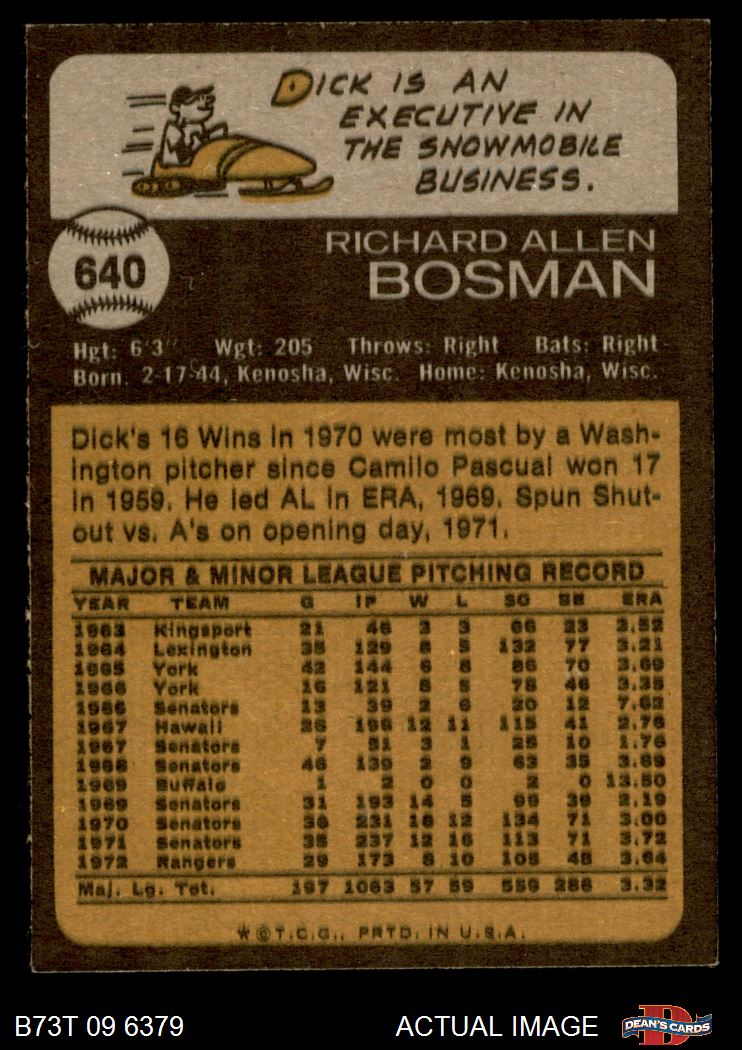 DICK IS AN
EXECUTIVE IN
THE SNOWMOBILE
BUSINESS.
640
RICHARD ALLEN
BOSMAN
Hgt: 6'3" Wgt: 205 Throws: Right Bats: Right
Born: 2-17-44, Kenosha, Wisc. Home: Kenosha, Wisc.
Dick's 16 Wins in 1970 were most by a Wash-
ington pitcher since Camilo Pascual won 17
in 1959. He led AL in ERA, 1969. Spun Shut-
out vs. A's on opening day, 1971.
MAJOR & MINOR LEAGUE PITCHING RECORD
YEAR TEAM G IP W L SO BB ERA
1963 Kingsport 21 46 3 3 66 23 3.52
1964 Lexington 35 129 8 5 132 77 3.21
1965 York 42 144 6 8 86 70 3.69
1966 York 16 121 8 5 78 46 3.35
1966 Senators 13 39 2 6 20 12 7.62
1967 Hawaii 26 196 12 11 115 41 2.76
1967 Senators 7 51 3 1 25 10 1.76
1968 Senators 46 139 2 9 63 35 3.69
1969 Buffalo 1 2 0 0 2 0 13.50
1969 Senators 31 193 14 5 99 39 2.19
1970 Senators 36 231 16 12 134 71 3.00
1971 Senators 35 237 12 16 113 71 3.72
1972 Rangers 29 173 8 10 105 48 3.64
Maj. Lg. Tot. 197 1063 57 59 559 286 3.32
★©T.C.G., PRTD. IN U.S.A.
B73T 09 6379 ACTUAL IMAGE DEAN'S CARDS